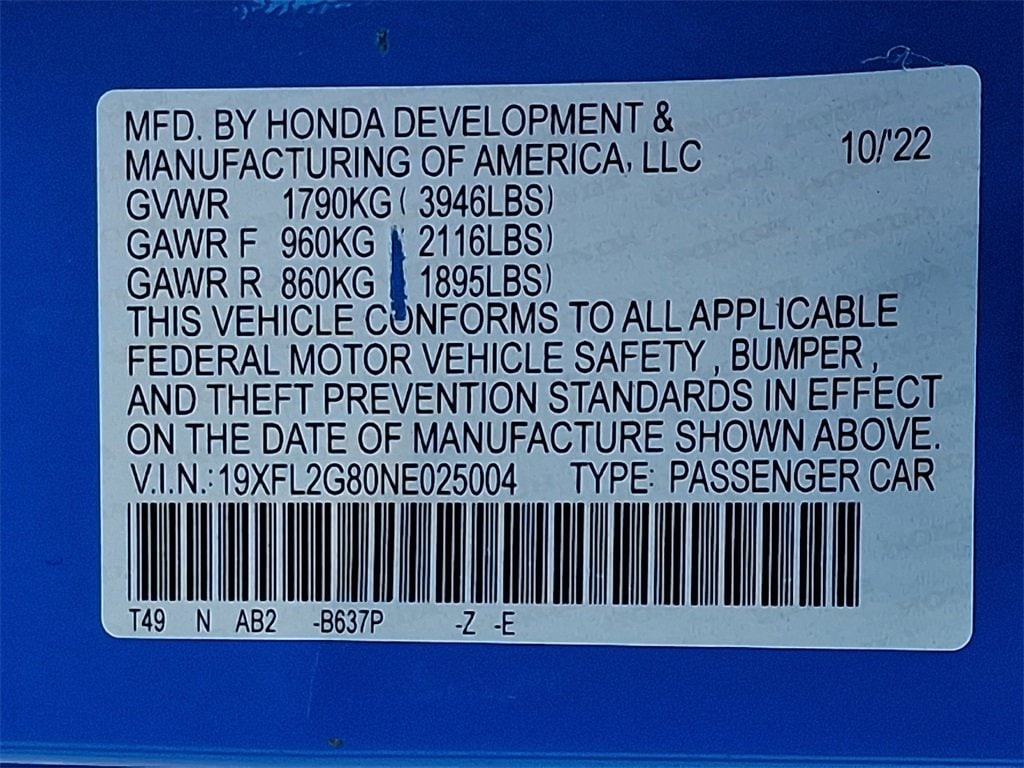 MFD. BY HONDA DEVELOPMENT &
MANUFACTURING OF AMERICA, LLC 10/'22
GVWR 1790KG ( 3946LBS)
GAWR F 960KG 2116LBS)
GAWR R 860KG 1895LBS)
THIS VEHICLE CONFORMS TO ALL APPLICABLE
FEDERAL MOTOR VEHICLE SAFETY , BUMPER ,
AND THEFT PREVENTION STANDARDS IN EFFECT
ON THE DATE OF MANUFACTURE SHOWN ABOVE.
V.I.N.: 19XFL2G80NE025004 TYPE: PASSENGER CAR
T49 N AB2 -B637P -Z -E